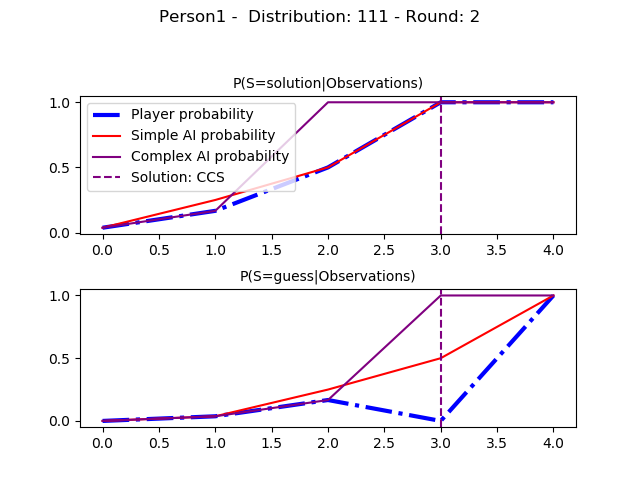 Person1 -  Distribution: 111 - Round: 2
P(S=solution|Observations)
1.0
0.5
0.0
Player probability
Simple AI probability
Complex AI probability
Solution: CCS
0.0 0.5 1.0 1.5 2.0 2.5 3.0 3.5 4.0
P(S=guess|Observations)
1.0
0.5
0.0
0.0 0.5 1.0 1.5 2.0 2.5 3.0 3.5 4.0